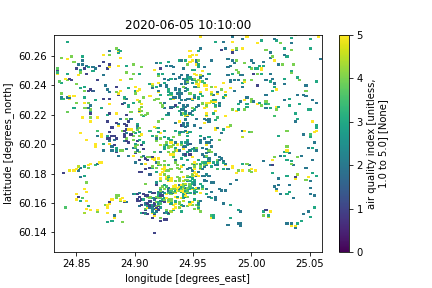 2020-06-05 10:10:00
60.26
60.24
60.22
60.20
60.18
60.16
60.14
latitude [degrees_north]
24.85 24.90 24.95 25.00 25.05
longitude [degrees_east]
5
4
3
2
1
0
air quality index [unitless,
1.0 to 5.0] [None]